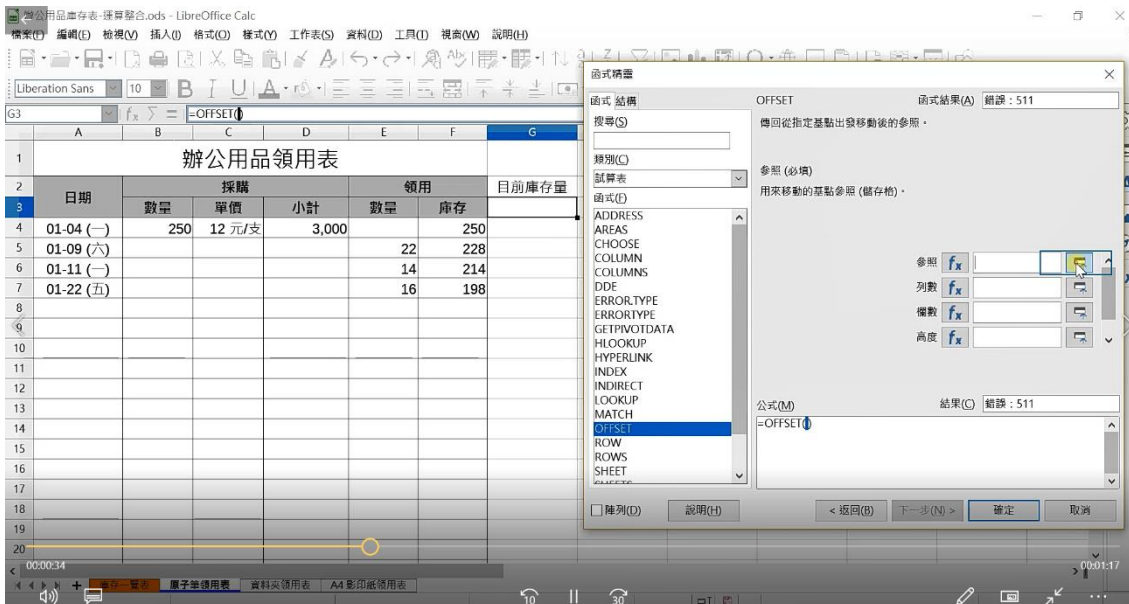 辦公用品庫存表-運算整合.ods - LibreOffice Calc
檔案(F) 編輯(E) 檢視(V) 插入(I) 格式(O) 樣式(Y) 工作表(S) 資料(D) 工具(T) 視窗(W) 說明(H)
Liberation Sans 10
G3 =OFFSET()
A B C D E F G
1 辦公用品領用表
2 日期 採購 領用 目前庫存量
3 數量 單價 小計 數量 庫存
4 01-04 (一) 250 12 元/支 3,000 250
5 01-09 (六) 22 228
6 01-11 (一) 14 214
7 01-22 (五) 16 198
8
9
10
11
12
13
14
15
16
17
18
19
20
00:00:34 00:01:17
庫存一覽表 原子筆領用表 資料夾領用表 A4 影印紙領用表
10 30
函式精靈
函式 結構 OFFSET 函式結果(A) 錯誤：511
搜尋(S) 傳回從指定基點出發移動後的參照。
類別(C)
試算表
參照 (必填)
用來移動的基點參照 (儲存格)。
函式(F)
ADDRESS
AREAS
CHOOSE
COLUMN
COLUMNS
DDE
ERROR.TYPE
ERRORTYPE
GETPIVOTDATA
HLOOKUP
HYPERLINK
INDEX
INDIRECT
LOOKUP
MATCH
OFFSET
ROW
ROWS
SHEET
SHEETS
參照 fx
列數 fx
欄數 fx
高度 fx
公式(M) 結果(C) 錯誤：511
=OFFSET()
陣列(D) 說明(H) < 返回(B) 下一步(N) > 確定 取消